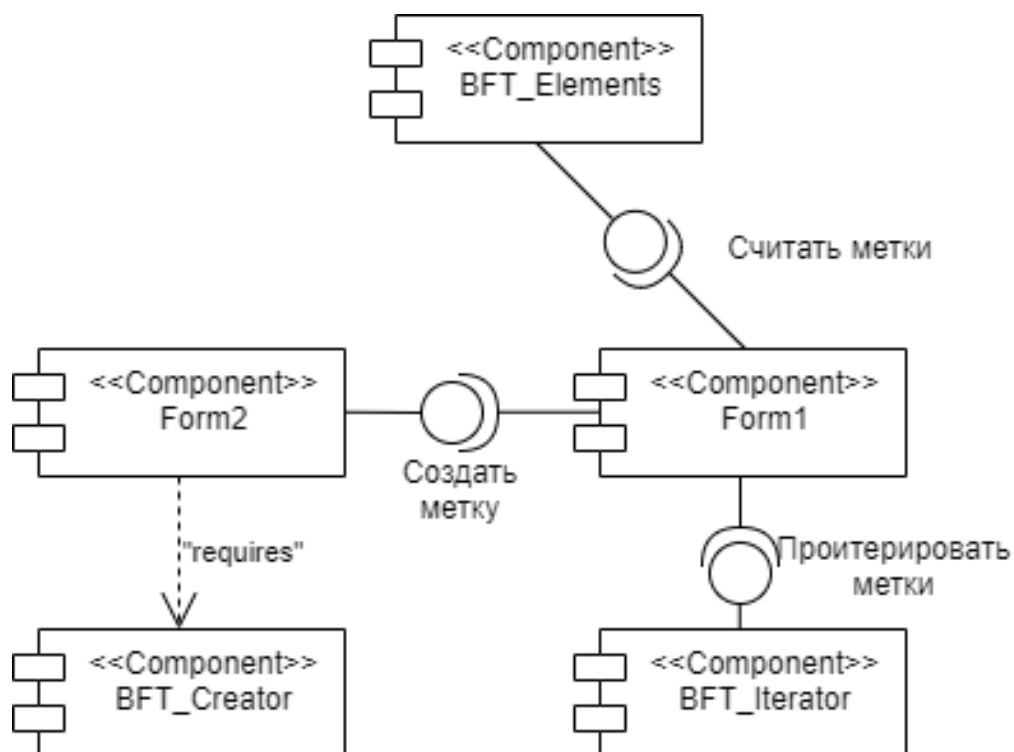 <<Component>>
BFT_Elements
Считать метки
<<Component>>
Form2
<<Component>>
Form1
Создать
метку
"requires"
Проитерировать
метки
<<Component>>
BFT_Creator
<<Component>>
BFT_Iterator